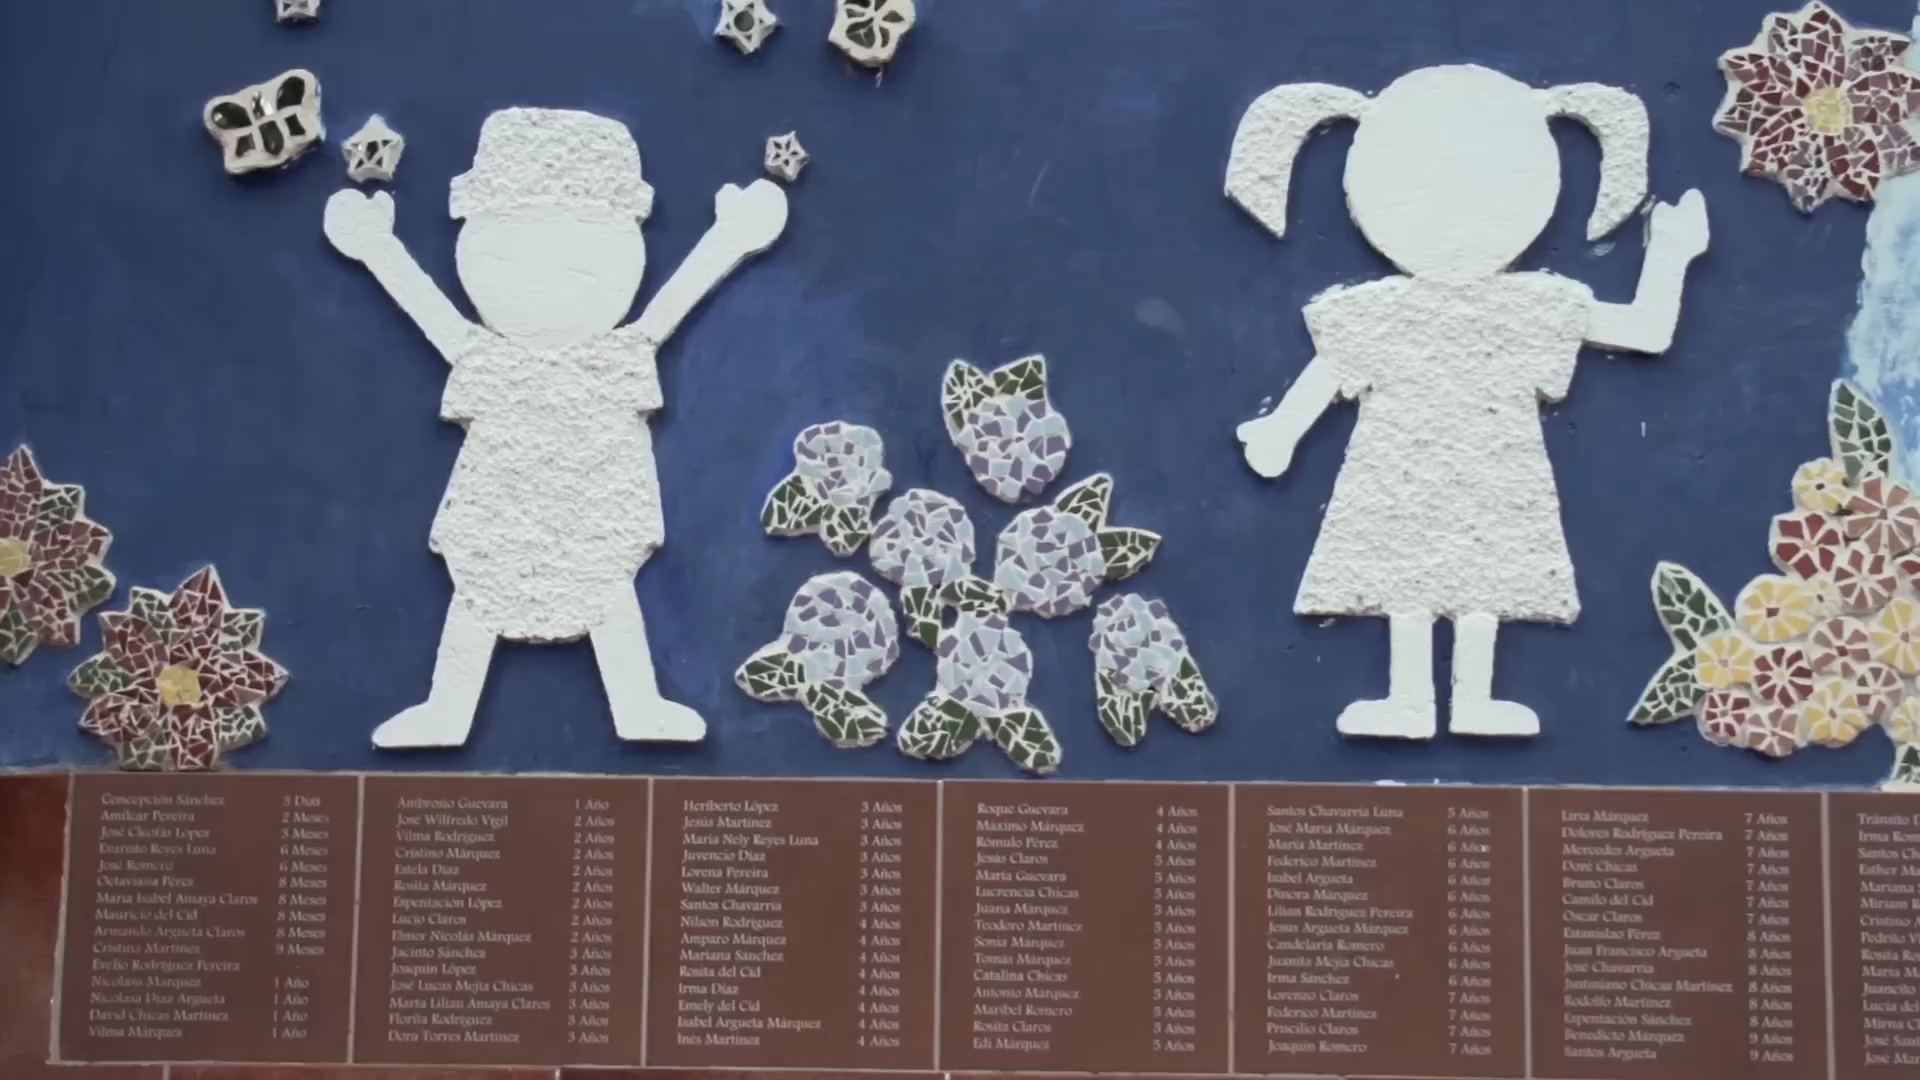 Concepción Sánchez 3 Días
Amílcar Pereira 2 Meses
José Cleofás López 3 Meses
Evaristo Reyes Luna 6 Meses
José Romero 6 Meses
Octaviana Pérez 8 Meses
María Isabel Amaya Claros 8 Meses
Mauricio del Cid 8 Meses
Armando Argueta Claros 8 Meses
Cristina Martínez 9 Meses
Evelio Rodríguez Pereira
Nicolasa Márquez 1 Año
Nicolasa Díaz Argueta 1 Año
David Chicas Martínez 1 Año
Vilma Márquez 1 Año
Ambrosio Guevara 1 Año
José Wilfredo Vigil 2 Años
Vilma Rodríguez 2 Años
Cristino Márquez 2 Años
Estela Díaz 2 Años
Rosita Márquez 2 Años
Espentación López 2 Años
Lucio Claros 2 Años
Elmer Nicolás Márquez 2 Años
Jacinto Sánchez 3 Años
Joaquín López 3 Años
José Lucas Mejía Chicas 3 Años
Marta Lilian Amaya Claros 3 Años
Florita Rodríguez 3 Años
Dora Torres Martínez 3 Años
Heriberto López 3 Años
Jesús Martínez 3 Años
María Nely Reyes Luna 3 Años
Juvencio Díaz 3 Años
Lorena Pereira 3 Años
Walter Márquez 3 Años
Santos Chavarría 3 Años
Nilson Rodríguez 4 Años
Amparo Márquez 4 Años
Mariana Sánchez 4 Años
Rosita del Cid 4 Años
Irma Díaz 4 Años
Emely del Cid 4 Años
Isabel Argueta Márquez 4 Años
Inés Martínez 4 Años
Roque Guevara 4 Años
Máximo Márquez 4 Años
Rómulo Pérez 4 Años
Jesús Claros 5 Años
María Guevara 5 Años
Lucrencia Chicas 5 Años
Juana Márquez 5 Años
Teodoro Martínez 5 Años
Sonia Márquez 5 Años
Tomás Márquez 5 Años
Catalina Chicas 5 Años
Antonio Márquez 5 Años
Maribel Romero 5 Años
Rosita Claros 5 Años
Edi Márquez 5 Años
Santos Chavarría Luna 5 Años
José María Márquez 6 Años
María Martínez 6 Años
Federico Martínez 6 Años
Isabel Argueta 6 Años
Dinora Márquez 6 Años
Lilian Rodríguez Pereira 6 Años
Jesús Argueta Márquez 6 Años
Candelaria Romero 6 Años
Juanita Mejía Chicas 6 Años
Irma Sánchez 6 Años
Lorenzo Claros 7 Años
Federico Martínez 7 Años
Priscilio Claros 7 Años
Joaquín Romero 7 Años
Liria Márquez 7 Años
Dolores Rodríguez Pereira 7 Años
Mercedes Argueta 7 Años
Doré Chicas 7 Años
Bruno Claros 7 Años
Camilo del Cid 7 Años
Oscar Claros 7 Años
Estanislao Pérez 8 Años
Juan Francisco Argueta 8 Años
José Chavarría 8 Años
Justiniano Chicas Martínez 8 Años
Rodolfo Martínez 8 Años
Espentación Sánchez 8 Años
Benedicto Márquez 9 Años
Santos Argueta 9 Años
Tránsito
Irma
Santos
Esther
Mariana
Miriam
Cristino
Pedrito
Rosita
María
Juancito
Lucía del
Mirna
José
José